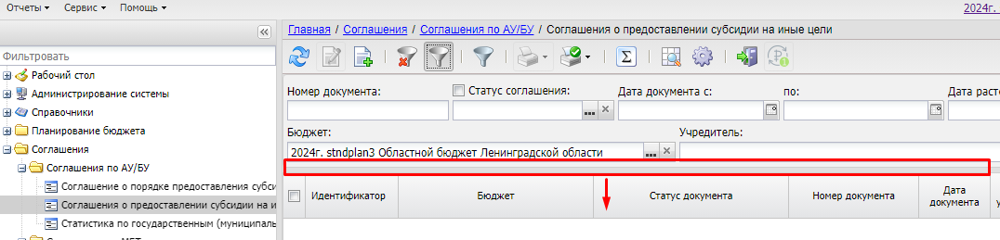 Отчеты Сервис Помощь 2024г.
Главная / Соглашения / Соглашения по АУ/БУ / Соглашения о предоставлении субсидии на иные цели
Фильтровать
Рабочий стол
Администрирование системы
Справочники
Планирование бюджета
Соглашения
Соглашения по АУ/БУ
Соглашение о порядке предоставления субси
Соглашения о предоставлении субсидии на и
Статистика по государственным (муниципаль
Номер документа: Статус соглашения: Дата документа с: по: Дата раст
Бюджет: Учредитель:
2024г. stndplan3 Областной бюджет Ленинградской области
Идентификатор Бюджет Статус документа Номер документа Дата документа